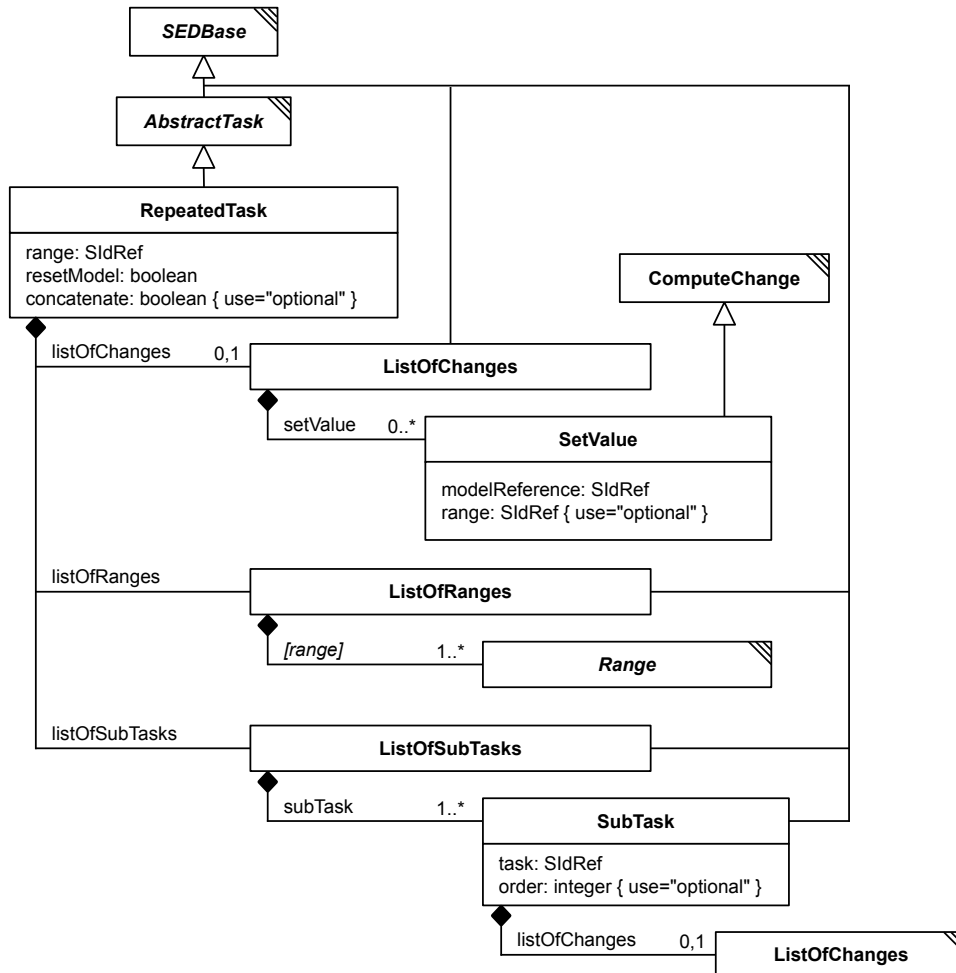 SEDBase
AbstractTask
RepeatedTask
range: SIdRef
resetModel: boolean
concatenate: boolean { use="optional" }
ComputeChange
listOfChanges 0,1
ListOfChanges
setValue 0..*
SetValue
modelReference: SIdRef
range: SIdRef { use="optional" }
listOfRanges
ListOfRanges
[range] 1..*
Range
listOfSubTasks
ListOfSubTasks
subTask 1..*
SubTask
task: SIdRef
order: integer { use="optional" }
listOfChanges 0,1
ListOfChanges